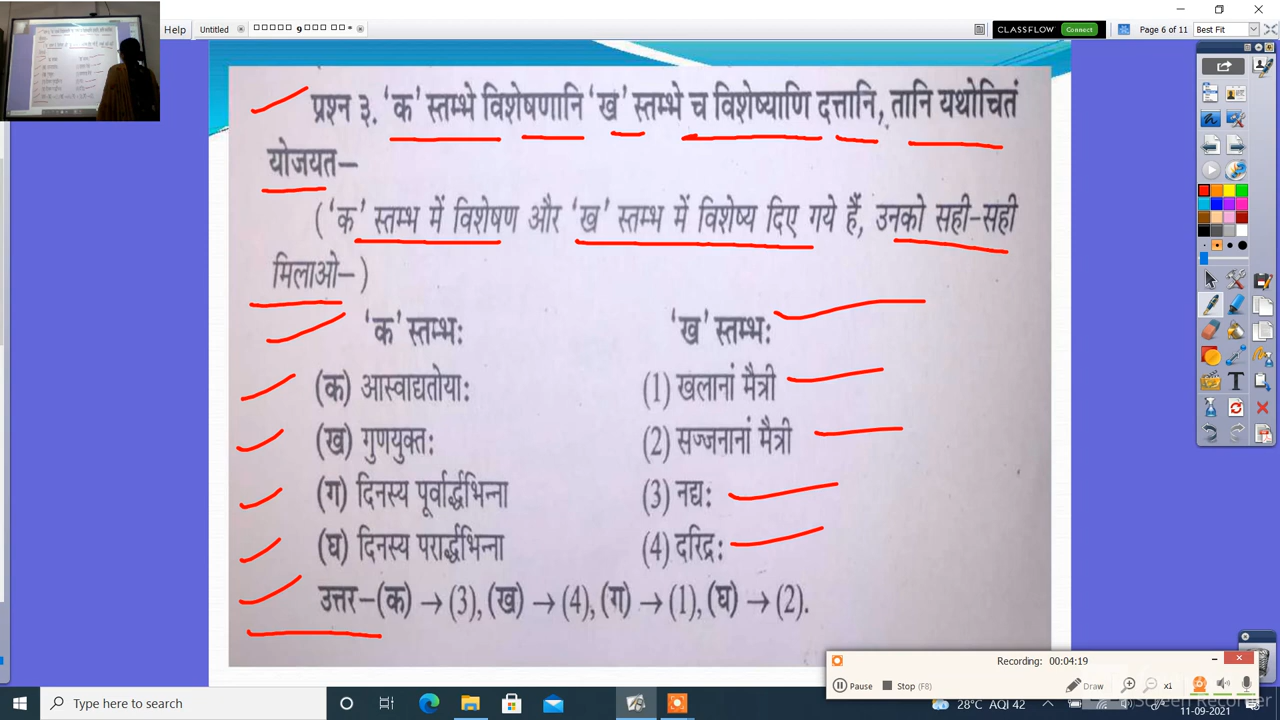 Help
Untitled
9
CLASSFLOW
Connect
Page 6 of 11
Best Fit
प्रश्न ३. ‘क’ स्तम्भे विशेषणानि ‘ख’ स्तम्भे च विशेष्याणि दत्तानि, तानि यथोचितं
योजयत–
( ‘क’ स्तम्भ में विशेषण और ‘ख’ स्तम्भ में विशेष्य दिए गये हैं, उनको सही-सही
मिलाओ– )
‘क’ स्तम्भः ‘ख’ स्तम्भः
(क) आस्वाद्यतोयाः (1) खलानां मैत्री
(ख) गुणयुक्तः (2) सज्जनानां मैत्री
(ग) दिनस्य पूर्वार्द्धभिन्ना (3) नद्यः
(घ) दिनस्य परार्द्धभिन्ना (4) दरिद्रः
उत्तर–(क) → (3), (ख) → (4), (ग) → (1), (घ) → (2).
Recording: 00:04:19
Pause Stop (F8) Draw x1
Screen Recorder
Type here to search
28°C AQI 42
11-09-2021